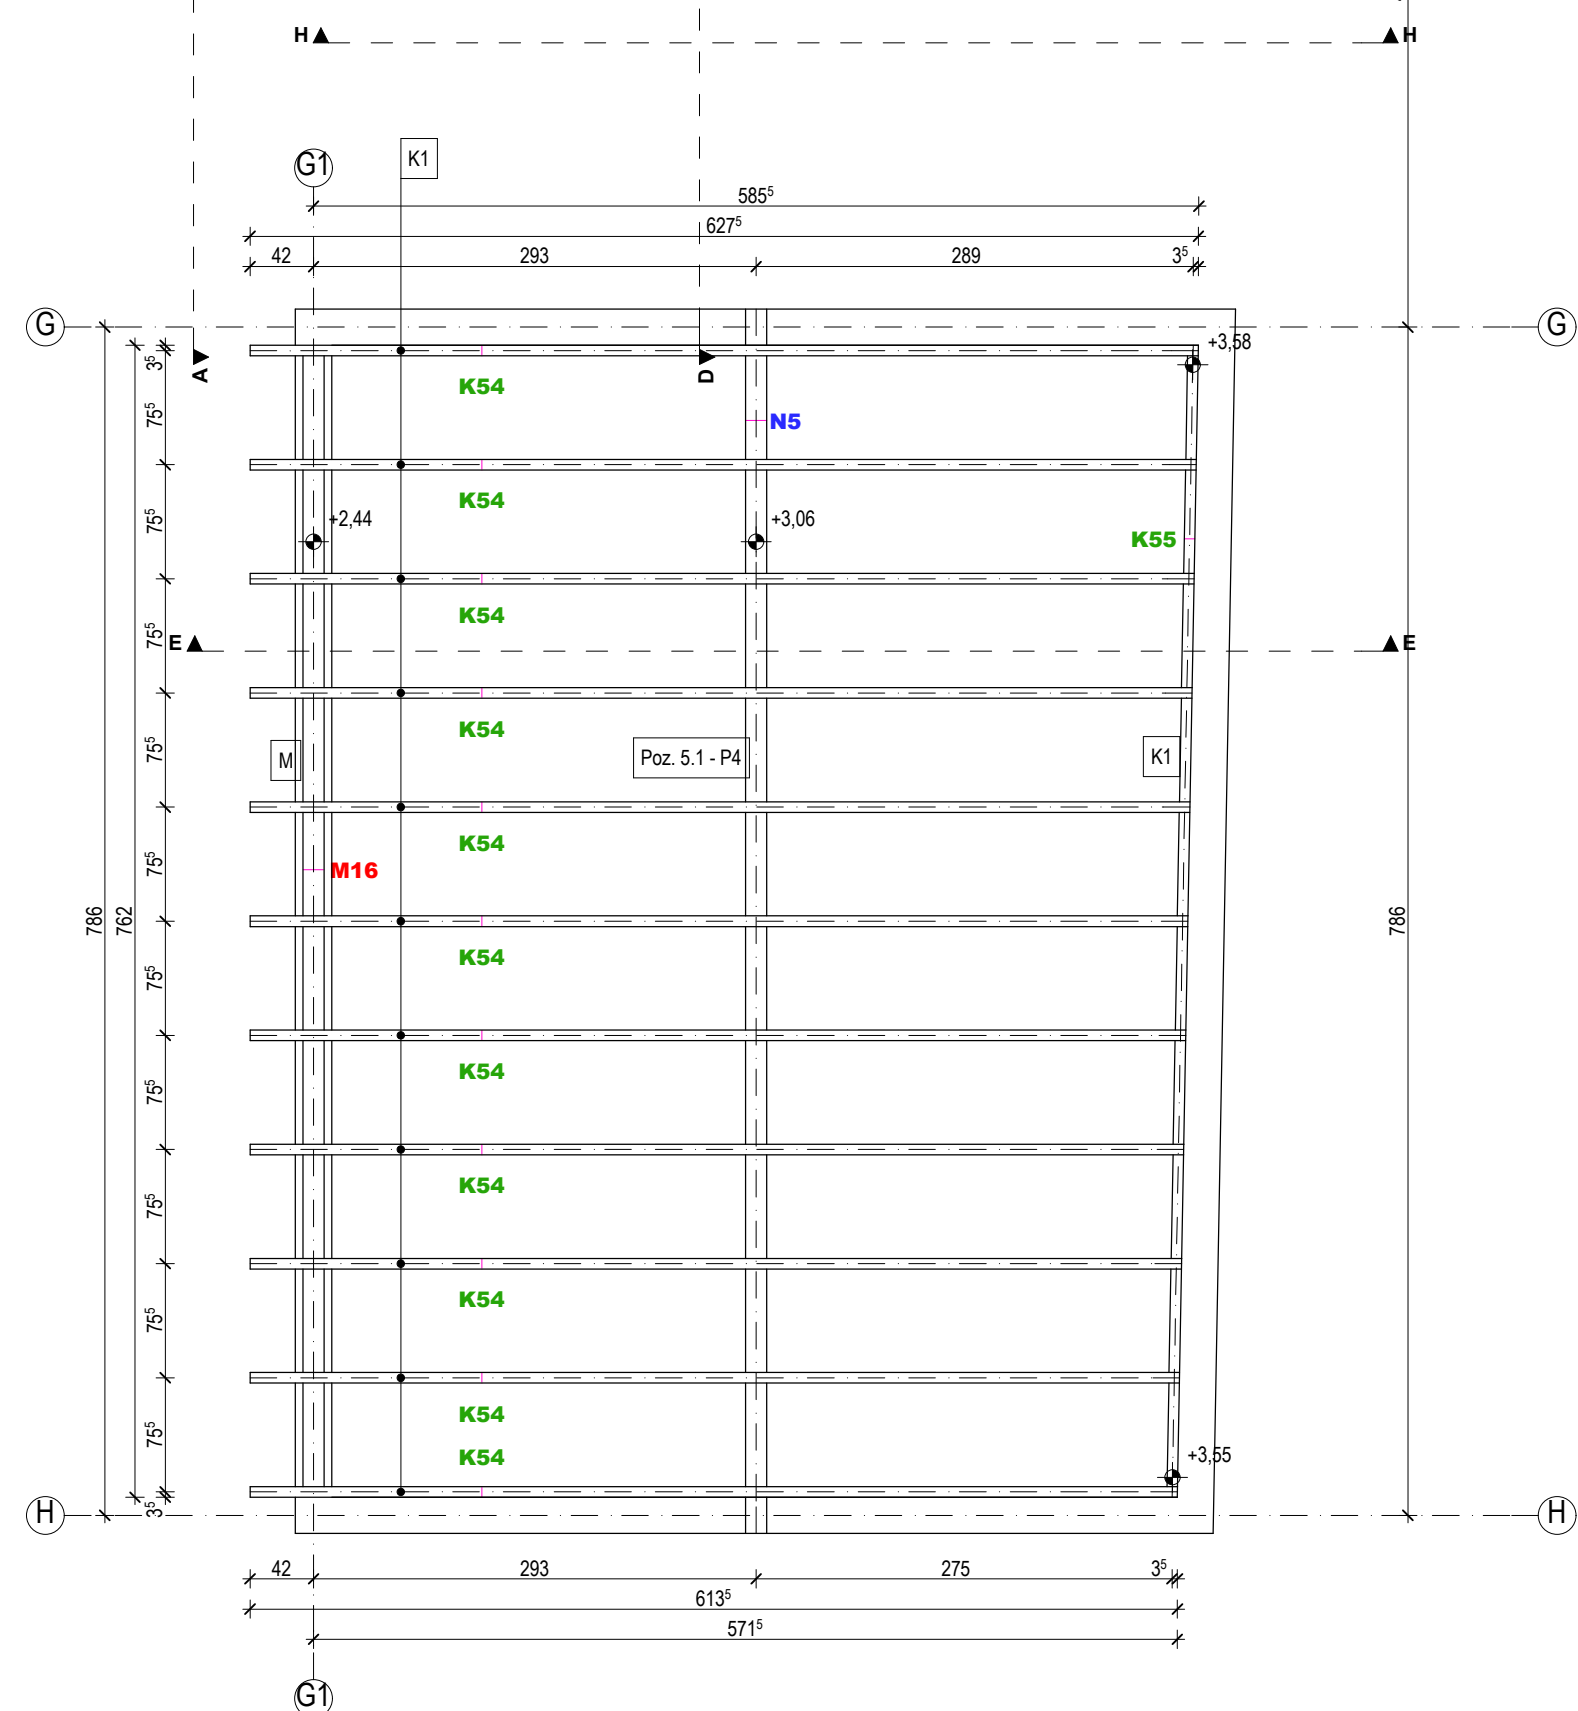 H H
K1
G1
585⁵
627⁵
42 293 289 3⁵
G G
+3,58
3⁵
A D
K54
75⁵
N5
K54
75⁵
+2,44 +3,06
K55
K54
75⁵
E E
K54
75⁵
M Poz. 5.1 - P4 K1
K54
75⁵
M16
786 762 786
K54
75⁵
K54
75⁵
K54
75⁵
K54
75⁵
K54
75⁵
K54
+3,55
3⁵
H H
42 293 275 3⁵
613⁵
571⁵
G1